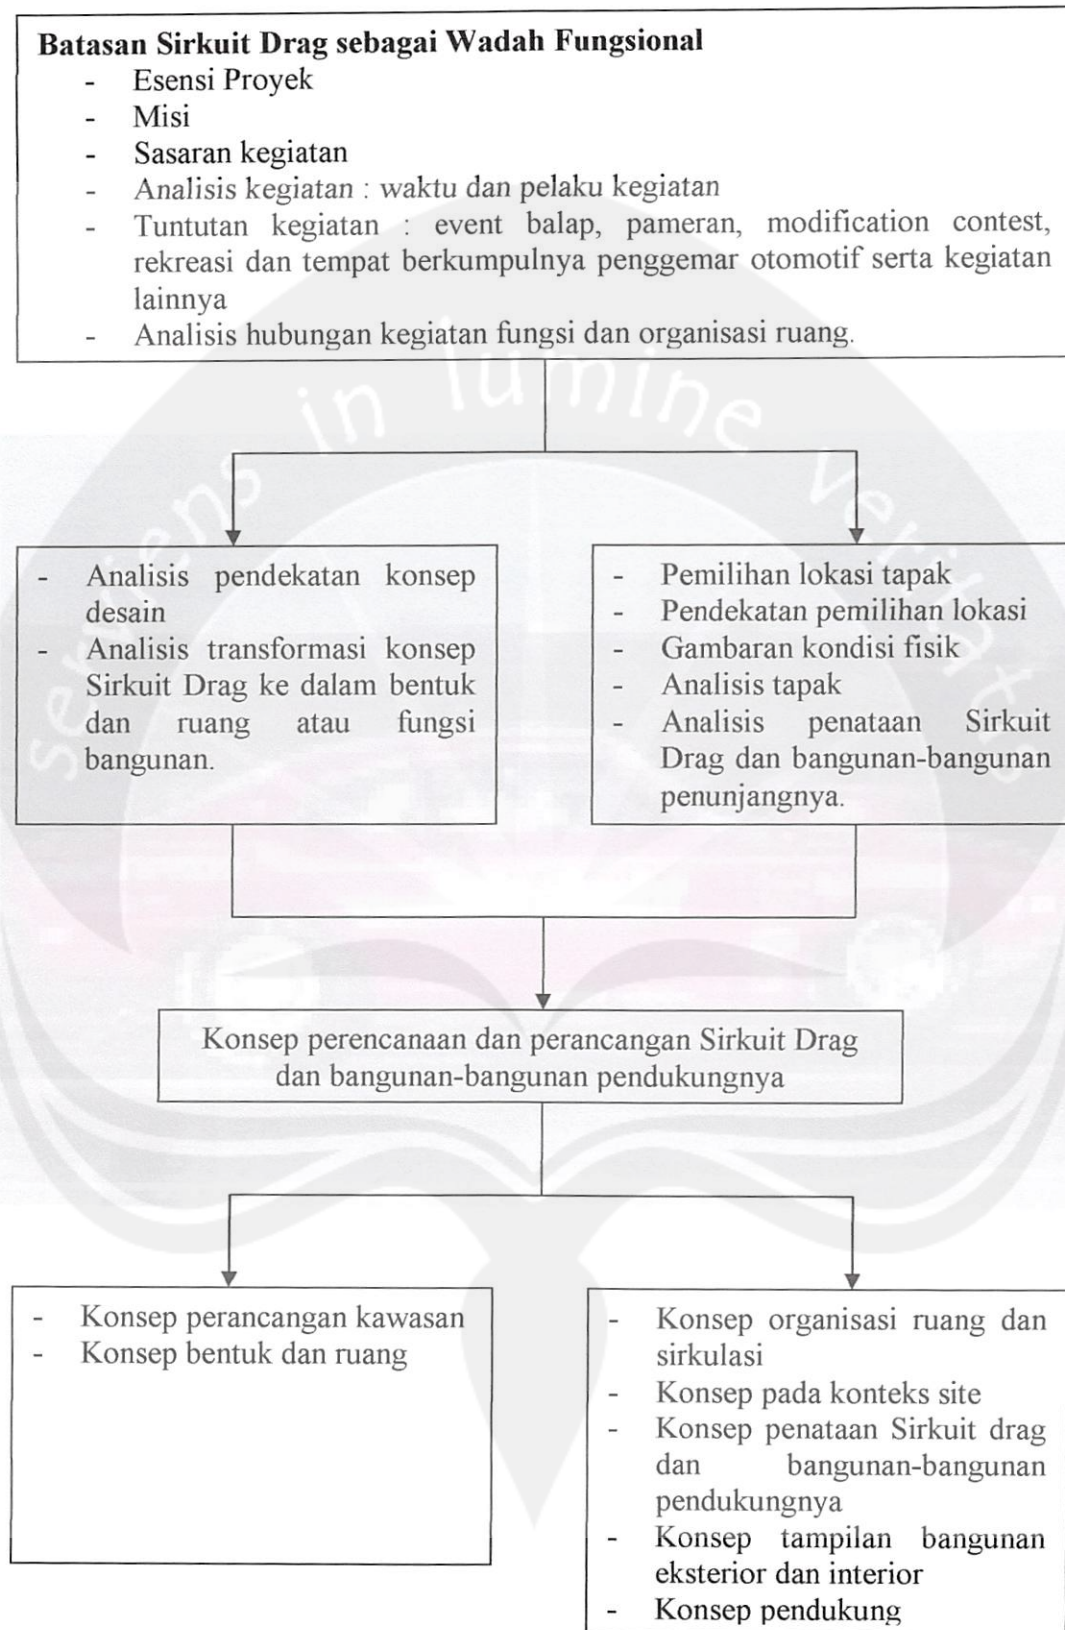 Batasan Sirkuit Drag sebagai Wadah Fungsional
- Esensi Proyek
- Misi
- Sasaran kegiatan
- Analisis kegiatan : waktu dan pelaku kegiatan
- Tuntutan kegiatan : event balap, pameran, modification contest,
rekreasi dan tempat berkumpulnya penggemar otomotif serta kegiatan
lainnya
- Analisis hubungan kegiatan fungsi dan organisasi ruang.
serviens in lumine veritatis
- Analisis pendekatan konsep
desain
- Analisis transformasi konsep
Sirkuit Drag ke dalam bentuk
dan ruang atau fungsi
bangunan.
- Pemilihan lokasi tapak
- Pendekatan pemilihan lokasi
- Gambaran kondisi fisik
- Analisis tapak
- Analisis penataan Sirkuit
Drag dan bangunan-bangunan
penunjangnya.
Konsep perencanaan dan perancangan Sirkuit Drag
dan bangunan-bangunan pendukungnya
- Konsep perancangan kawasan
- Konsep bentuk dan ruang
- Konsep organisasi ruang dan
sirkulasi
- Konsep pada konteks site
- Konsep penataan Sirkuit drag
dan bangunan-bangunan
pendukungnya
- Konsep tampilan bangunan
eksterior dan interior
- Konsep pendukung